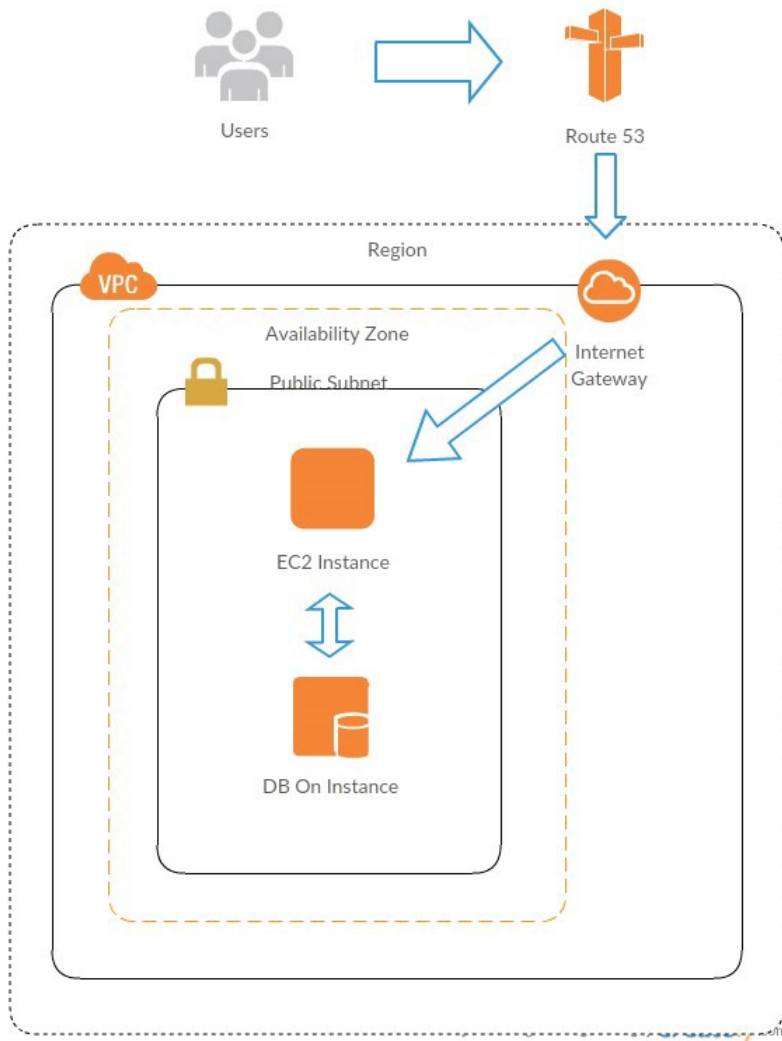 Users
Route 53
Region
VPC
Availability Zone
Internet
Gateway
Public Subnet
EC2 Instance
DB On Instance